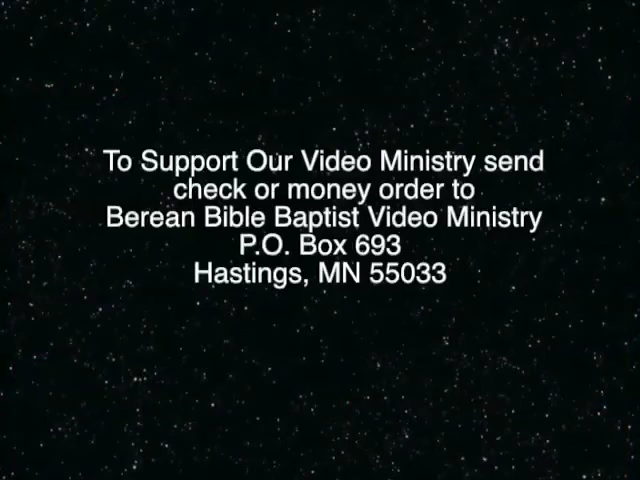 To Support Our Video Ministry send
check or money order to
Berean Bible Baptist Video Ministry
P.O. Box 693
Hastings, MN 55033